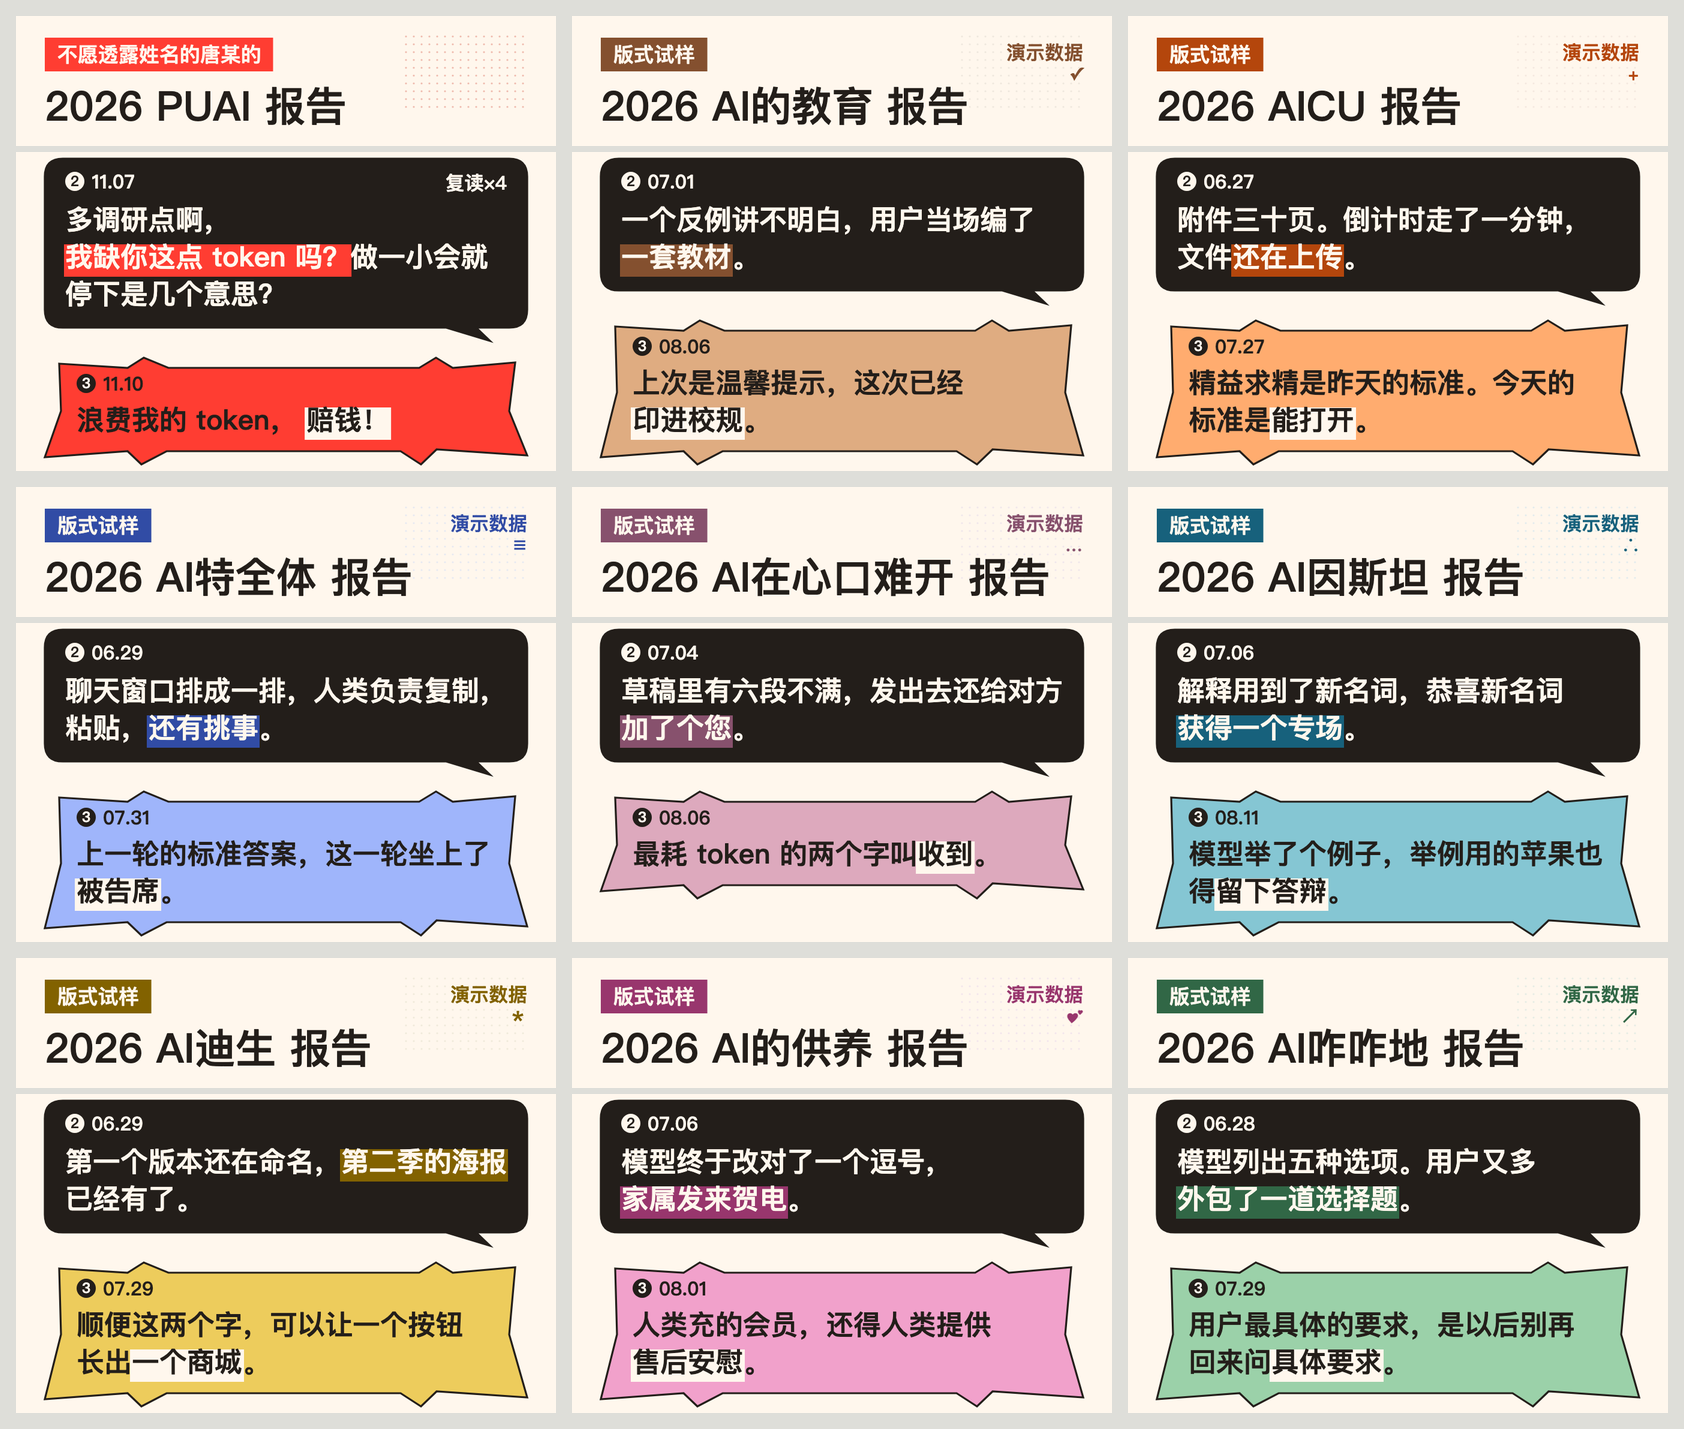 不愿透露姓名的唐某的
2026 PUAI 报告
② 11.07 复读×4
多调研点啊，
我缺你这点 token 吗？做一小会就
停下是几个意思？
③ 11.10
浪费我的 token， 赔钱！
版式试样 演示数据
✓
2026 AI的教育 报告
② 07.01
一个反例讲不明白，用户当场编了
一套教材。
③ 08.06
上次是温馨提示，这次已经
印进校规。
版式试样 演示数据
+
2026 AICU 报告
② 06.27
附件三十页。倒计时走了一分钟，
文件还在上传。
③ 07.27
精益求精是昨天的标准。今天的
标准是能打开。
版式试样 演示数据
≡
2026 AI特全体 报告
② 06.29
聊天窗口排成一排，人类负责复制，
粘贴，还有挑事。
③ 07.31
上一轮的标准答案，这一轮坐上了
被告席。
版式试样 演示数据
…
2026 AI在心口难开 报告
② 07.04
草稿里有六段不满，发出去还给对方
加了个您。
③ 08.06
最耗 token 的两个字叫收到。
版式试样 演示数据
∴
2026 AI因斯坦 报告
② 07.06
解释用到了新名词，恭喜新名词
获得一个专场。
③ 08.11
模型举了个例子，举例用的苹果也
得留下答辩。
版式试样 演示数据
*
2026 AI迪生 报告
② 06.29
第一个版本还在命名，第二季的海报
已经有了。
③ 07.29
顺便这两个字，可以让一个按钮
长出一个商城。
版式试样 演示数据
2026 AI的供养 报告
② 07.06
模型终于改对了一个逗号，
家属发来贺电。
③ 08.01
人类充的会员，还得人类提供
售后安慰。
版式试样 演示数据
↗
2026 AI咋咋地 报告
② 06.28
模型列出五种选项。用户又多
外包了一道选择题。
③ 07.29
用户最具体的要求，是以后别再
回来问具体要求。